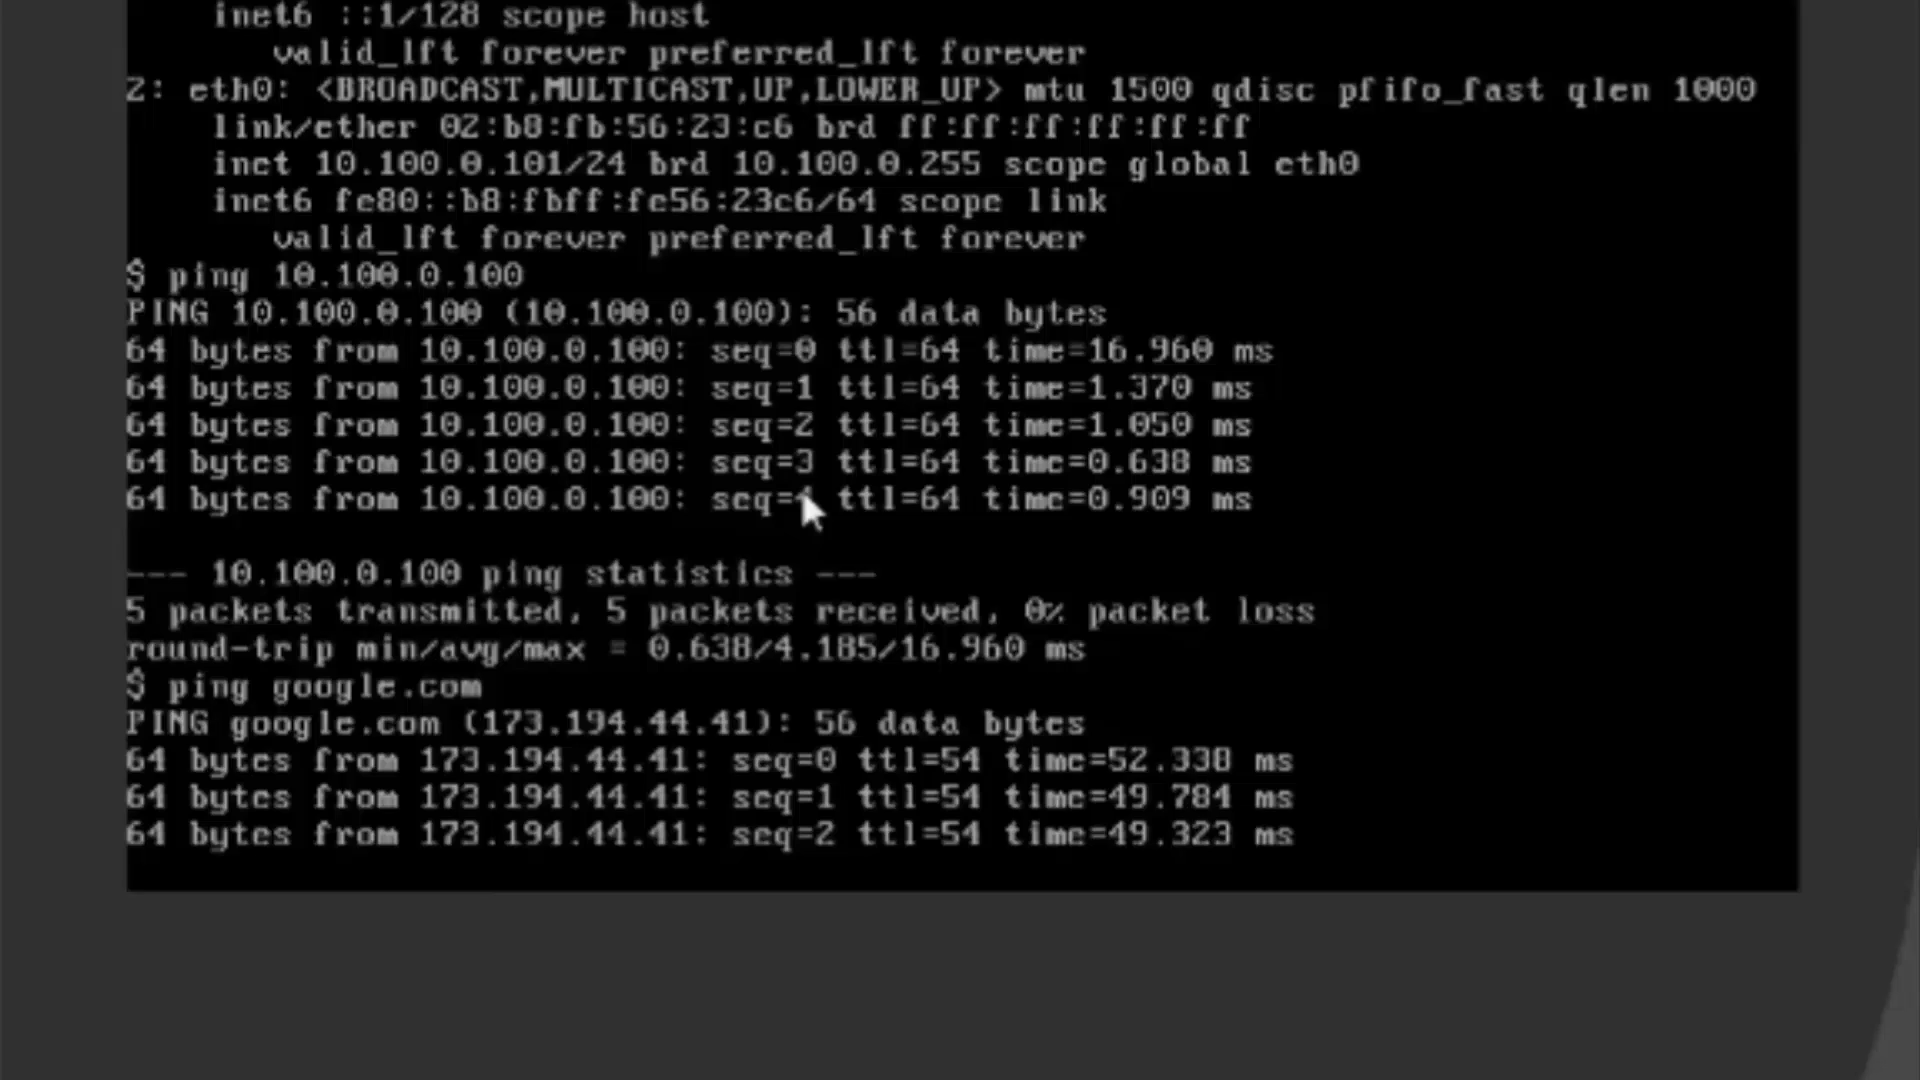 inet6 ::1/128 scope host
valid_lft forever preferred_lft forever
2: eth0: <BROADCAST,MULTICAST,UP,LOWER_UP> mtu 1500 qdisc pfifo_fast qlen 1000
link/ether 02:b8:fb:56:23:c6 brd ff:ff:ff:ff:ff:ff
inet 10.100.0.101/24 brd 10.100.0.255 scope global eth0
inet6 fe80::b8:fbff:fe56:23c6/64 scope link
valid_lft forever preferred_lft forever
$ ping 10.100.0.100
PING 10.100.0.100 (10.100.0.100): 56 data bytes
64 bytes from 10.100.0.100: seq=0 ttl=64 time=16.960 ms
64 bytes from 10.100.0.100: seq=1 ttl=64 time=1.370 ms
64 bytes from 10.100.0.100: seq=2 ttl=64 time=1.050 ms
64 bytes from 10.100.0.100: seq=3 ttl=64 time=0.638 ms
64 bytes from 10.100.0.100: seq=4 ttl=64 time=0.909 ms
--- 10.100.0.100 ping statistics ---
5 packets transmitted, 5 packets received, 0% packet loss
round-trip min/avg/max = 0.638/4.185/16.960 ms
$ ping google.com
PING google.com (173.194.44.41): 56 data bytes
64 bytes from 173.194.44.41: seq=0 ttl=54 time=52.338 ms
64 bytes from 173.194.44.41: seq=1 ttl=54 time=49.784 ms
64 bytes from 173.194.44.41: seq=2 ttl=54 time=49.323 ms